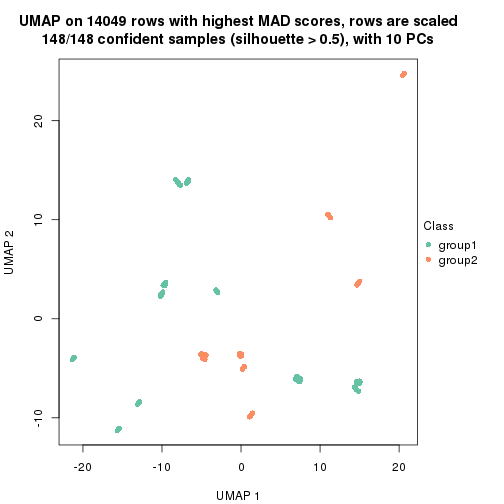 UMAP on 14049 rows with highest MAD scores, rows are scaled
148/148 confident samples (silhouette > 0.5), with 10 PCs
20
10
0
-10
UMAP 2
-20
-10
0
10
20
UMAP 1
Class
group1
group2